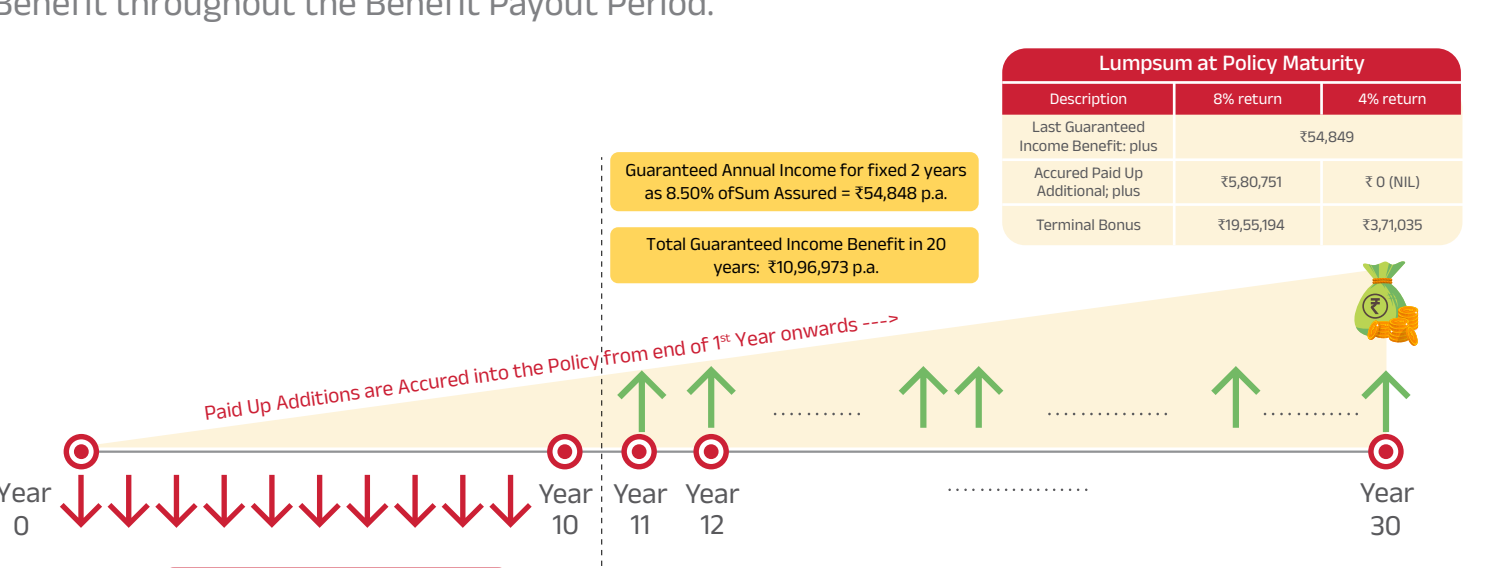 Benefit throughout the Benefit Payout Period.
Lumpsum at Policy Maturity
Description 8% return 4% return
Last Guaranteed
Income Benefit: plus
₹54,849
Accured Paid Up
Additional; plus
₹5,80,751 ₹ 0 (NIL)
Terminal Bonus ₹19,55,194 ₹3,71,035
Guaranteed Annual Income for fixed 2 years
as 8.50% ofSum Assured = ₹54,848 p.a.
Total Guaranteed Income Benefit in 20
years: ₹10,96,973 p.a.
₹
Paid Up Additions are Accured into the Policy from end of 1st Year onwards --->
...........
..............
...........
Year
0
Year
10
Year
11
Year
12
..................
Year
30